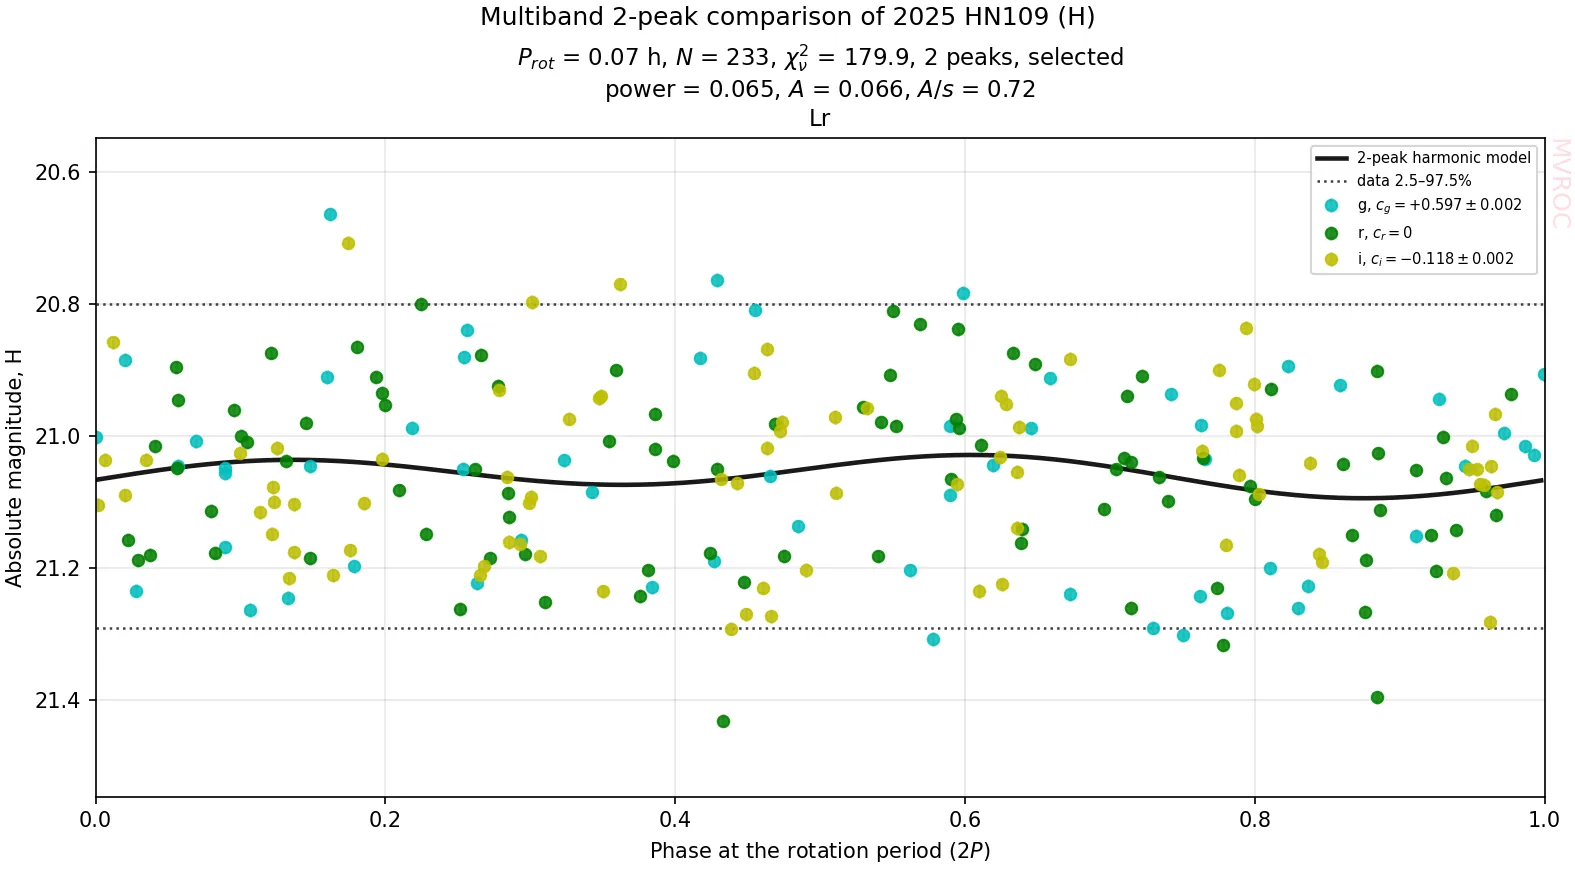 Multiband 2-peak comparison of 2025 HN109 (H)
P_rot = 0.07 h, N = 233, χ²_ν = 179.9, 2 peaks, selected
power = 0.065, A = 0.066, A/s = 0.72
Lr
2-peak harmonic model
data 2.5–97.5%
g, c_g = +0.597 ± 0.002
r, c_r = 0
i, c_i = −0.118 ± 0.002
MVROC
Absolute magnitude, H
20.6
20.8
21.0
21.2
21.4
0.0 0.2 0.4 0.6 0.8 1.0
Phase at the rotation period (2P)